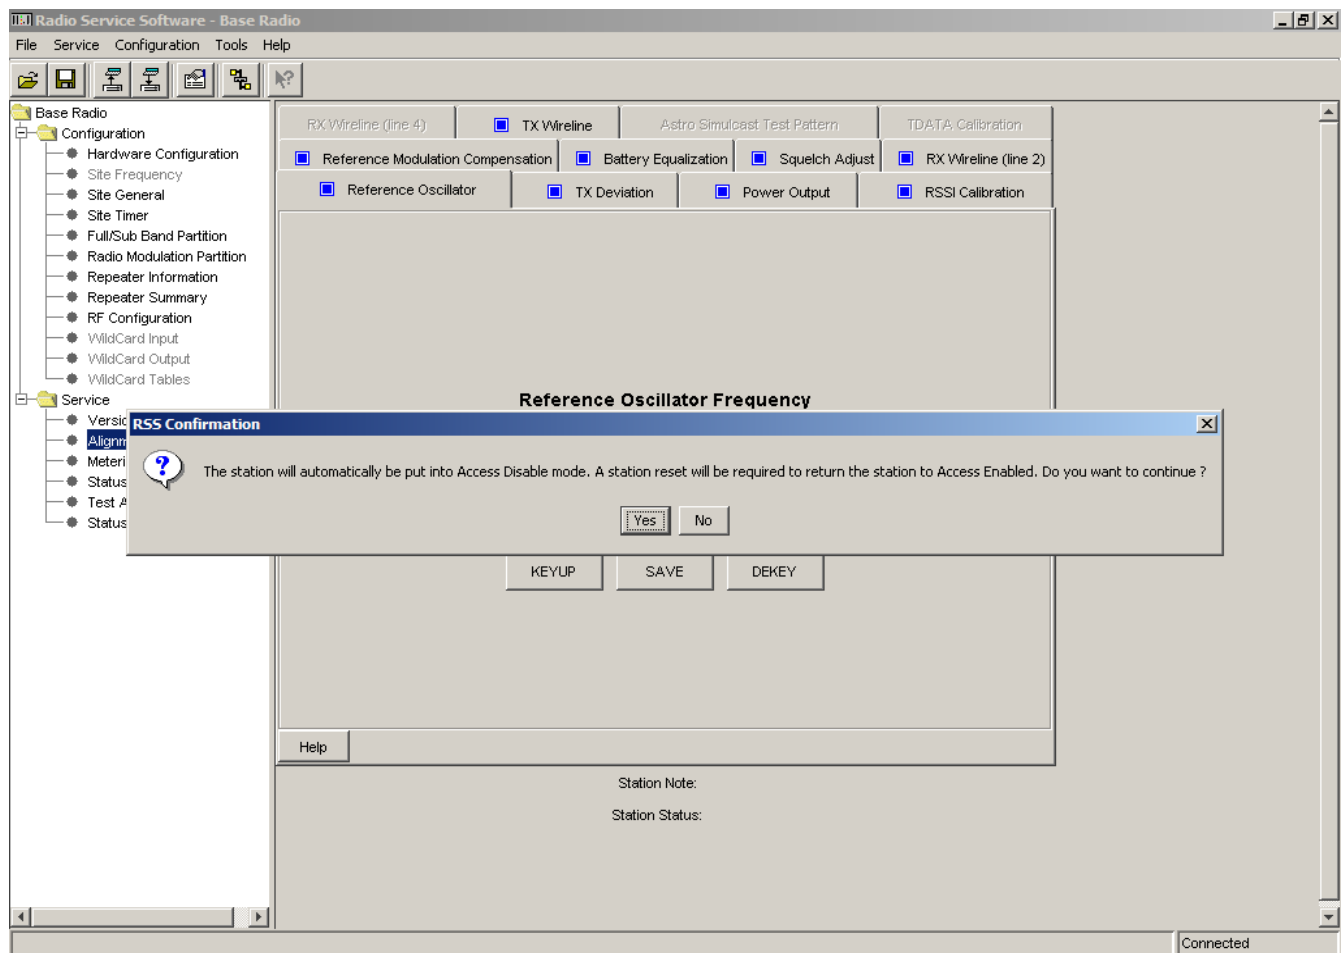 Radio Service Software - Base Radio
File Service Configuration Tools Help
Base Radio
Configuration
Hardware Configuration
Site Frequency
Site General
Site Timer
Full/Sub Band Partition
Radio Modulation Partition
Repeater Information
Repeater Summary
RF Configuration
WildCard Input
WildCard Output
WildCard Tables
Service
Versio
Alignm
Meteri
Status
Test A
Status
RX Wireline (line 4) TX Wireline Astro Simulcast Test Pattern TDATA Calibration
Reference Modulation Compensation Battery Equalization Squelch Adjust RX Wireline (line 2)
Reference Oscillator TX Deviation Power Output RSSI Calibration
Reference Oscillator Frequency
RSS Confirmation
The station will automatically be put into Access Disable mode. A station reset will be required to return the station to Access Enabled. Do you want to continue ?
Yes No
KEYUP SAVE DEKEY
Help
Station Note:
Station Status:
Connected